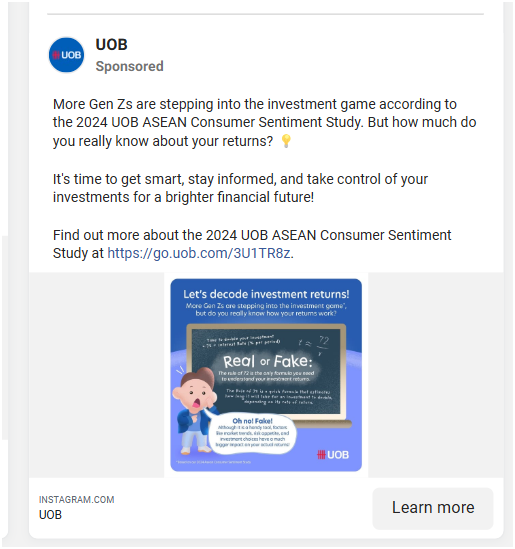 UOB
UOB
Sponsored
More Gen Zs are stepping into the investment game according to
the 2024 UOB ASEAN Consumer Sentiment Study. But how much do
you really know about your returns? 💡
It's time to get smart, stay informed, and take control of your
investments for a brighter financial future!
Find out more about the 2024 UOB ASEAN Consumer Sentiment
Study at https://go.uob.com/3U1TR8z.
Let's decode investment returns!
More Gen Zs are stepping into the investment game*,
but do you really know how your returns work?
Time to double your investment
= 72 ÷ Interest Rate (% per period)
t = ??
r
Real or Fake:
The rule of 72 is the only formula you need
to understand your investment returns.
The Rule of 72 is a quick formula that estimates
how long it will take for an investment to double,
depending on its rate of return.
Oh no! Fake!
Although it is a handy tool, factors
like market trends, risk appetite, and
investment choices have a much
bigger impact on your actual returns!
UOB
INSTAGRAM.COM
UOB
Learn more